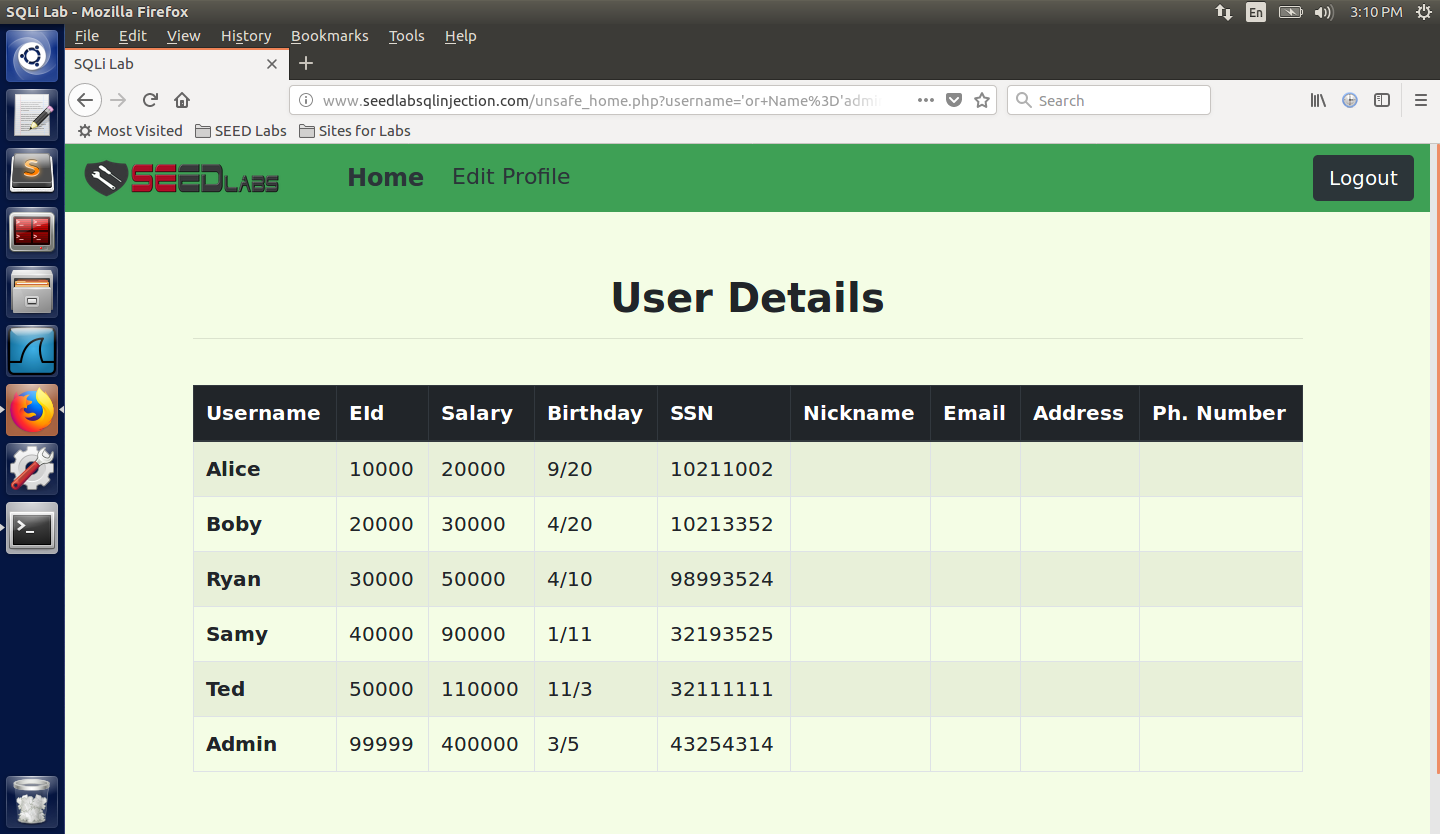 SQLi Lab - Mozilla Firefox
En
3:10 PM
File Edit View History Bookmarks Tools Help
SQLi Lab
www.seedlabsqlinjection.com/unsafe_home.php?username='or+Name%3D'admi
Search
Most Visited SEED Labs Sites for Labs
SEEDLABS Home Edit Profile Logout
User Details
Username EId Salary Birthday SSN Nickname Email Address Ph. Number
Alice 10000 20000 9/20 10211002
Boby 20000 30000 4/20 10213352
Ryan 30000 50000 4/10 98993524
Samy 40000 90000 1/11 32193525
Ted 50000 110000 11/3 32111111
Admin 99999 400000 3/5 43254314